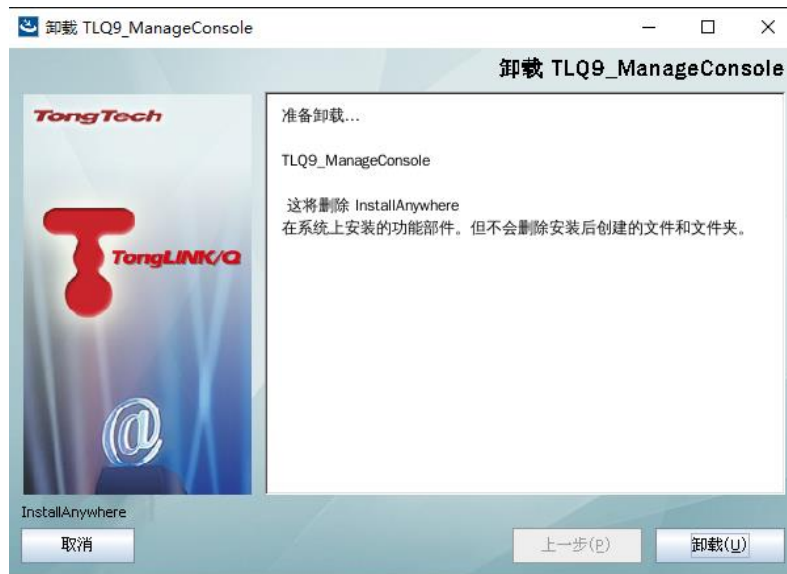 卸载 TLQ9_ManageConsole
卸载 TLQ9_ManageConsole
TongTech
TongLINK/Q
@
准备卸载...
TLQ9_ManageConsole
这将删除 InstallAnywhere
在系统上安装的功能部件。但不会删除安装后创建的文件和文件夹。
InstallAnywhere
取消
上一步(P)
卸载(U)